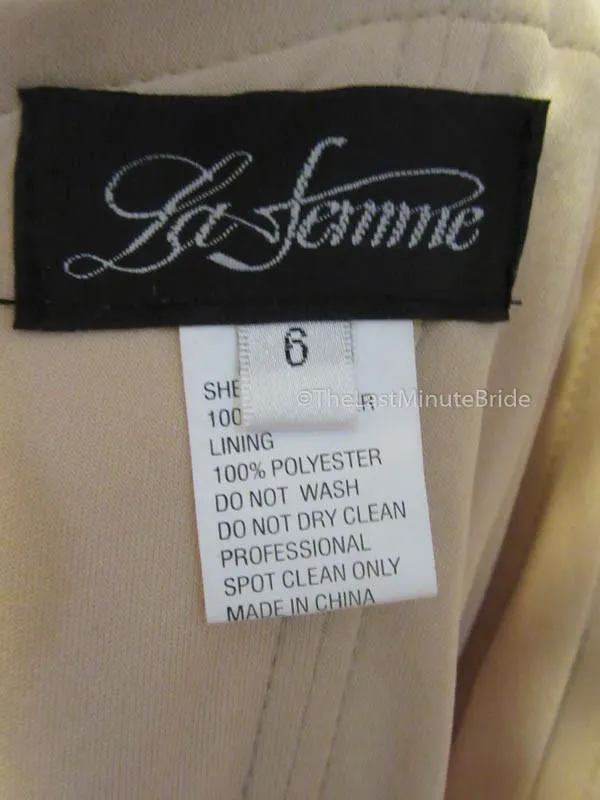 La Femme
6
SHE
100 R
LINING
100% POLYESTER
DO NOT WASH
DO NOT DRY CLEAN
PROFESSIONAL
SPOT CLEAN ONLY
MADE IN CHINA
©TheLastMinuteBride